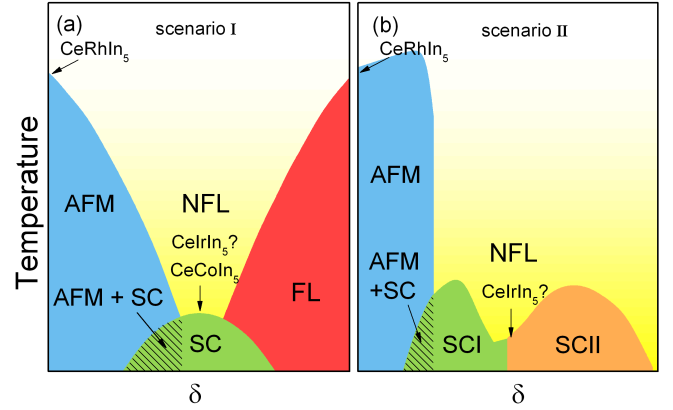 (a)
scenario I
CeRhIn5
AFM
NFL
CeIrIn5?
CeCoIn5
AFM + SC
FL
SC
δ
Temperature
(b)
scenario II
CeRhIn5
AFM
NFL
AFM
+SC
CeIrIn5?
SCI
SCII
δ